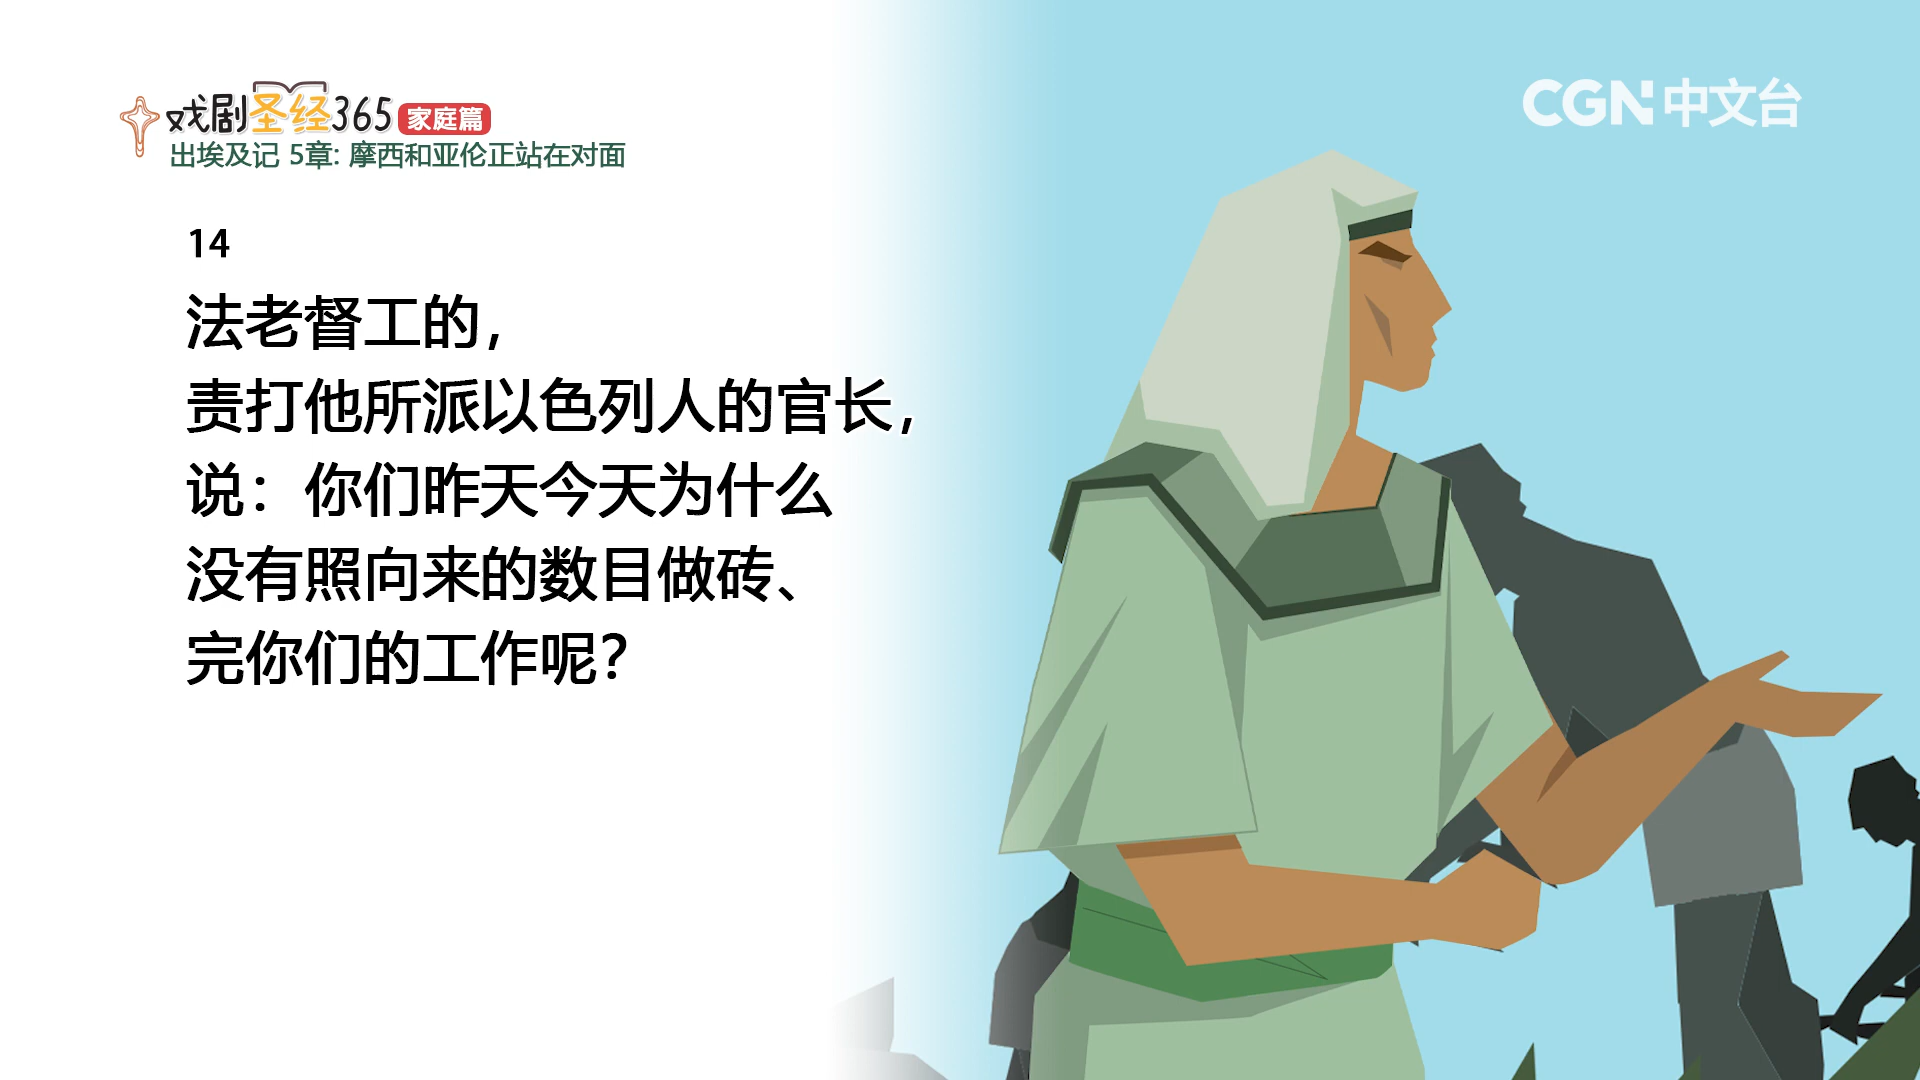 戏剧圣经365 家庭篇
出埃及记 5章: 摩西和亚伦正站在对面
CGN 中文台
14
法老督工的,
责打他所派以色列人的官长,
说：你们昨天今天为什么
没有照向来的数目做砖、
完你们的工作呢?